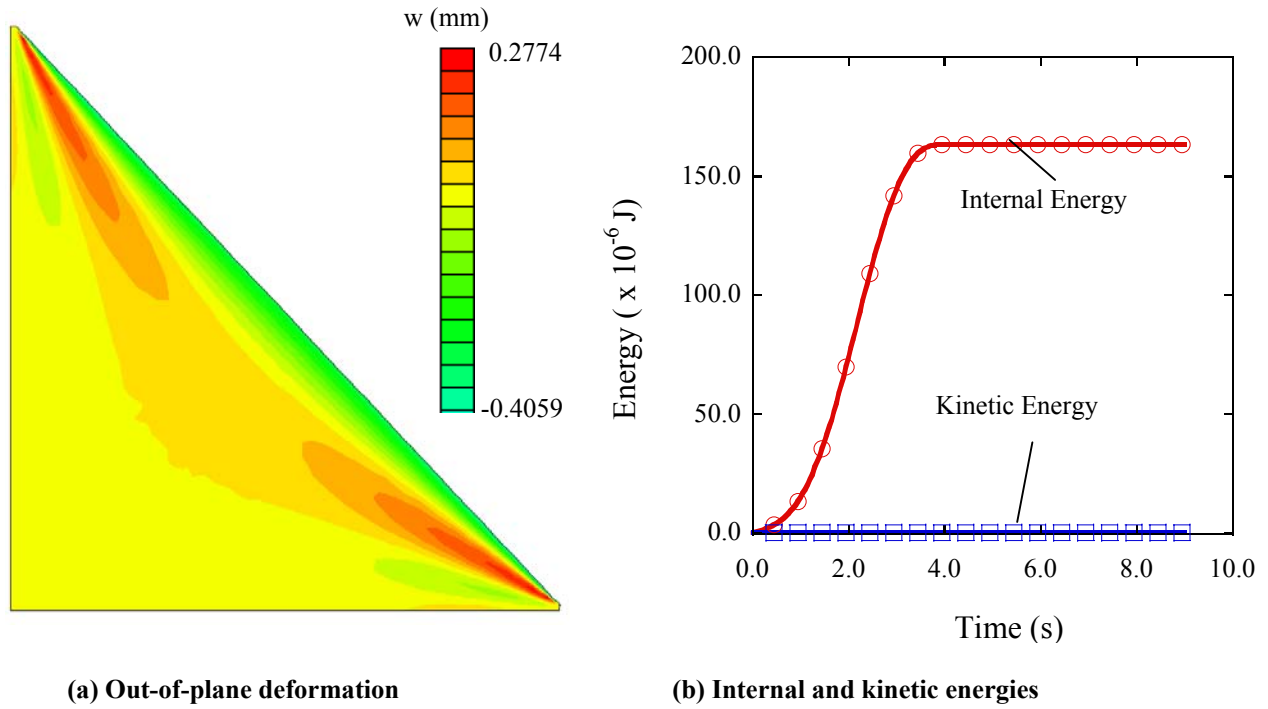 w (mm)
0.2774
-0.4059
200.0
150.0
100.0
50.0
0.0
Energy ( x 10-6 J)
Internal Energy
Kinetic Energy
0.0 2.0 4.0 6.0 8.0 10.0
Time (s)
(a) Out-of-plane deformation
(b) Internal and kinetic energies